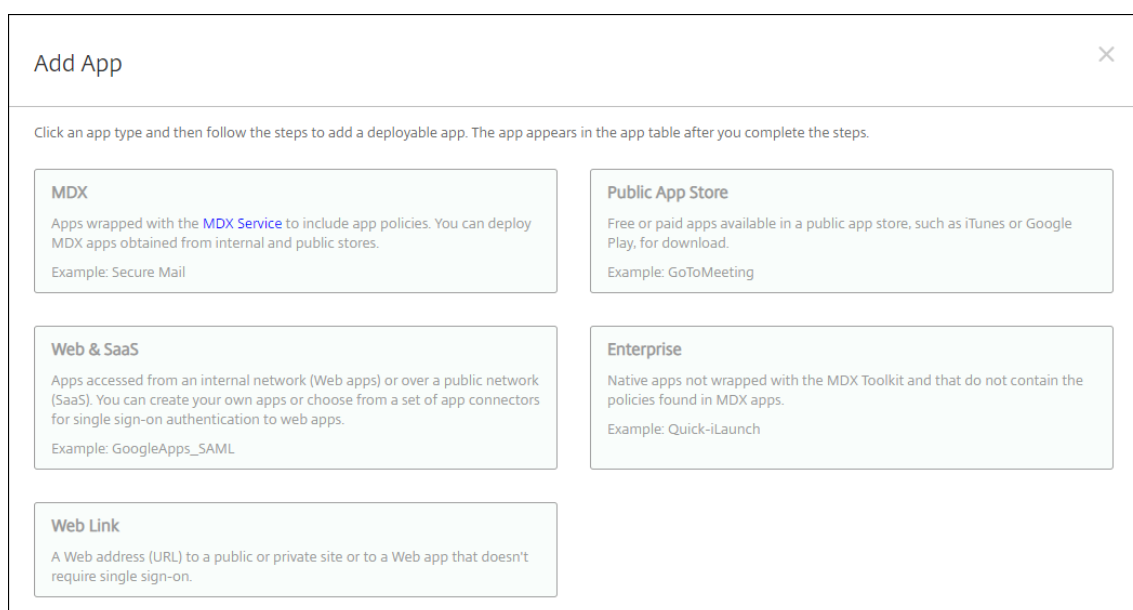 Add App
Click an app type and then follow the steps to add a deployable app. The app appears in the app table after you complete the steps.
MDX
Apps wrapped with the MDX Service to include app policies. You can deploy
MDX apps obtained from internal and public stores.
Example: Secure Mail
Public App Store
Free or paid apps available in a public app store, such as iTunes or Google
Play, for download.
Example: GoToMeeting
Web & SaaS
Apps accessed from an internal network (Web apps) or over a public network
(SaaS). You can create your own apps or choose from a set of app connectors
for single sign-on authentication to web apps.
Example: GoogleApps_SAML
Enterprise
Native apps not wrapped with the MDX Toolkit and that do not contain the
policies found in MDX apps.
Example: Quick-iLaunch
Web Link
A Web address (URL) to a public or private site or to a Web app that doesn't
require single sign-on.